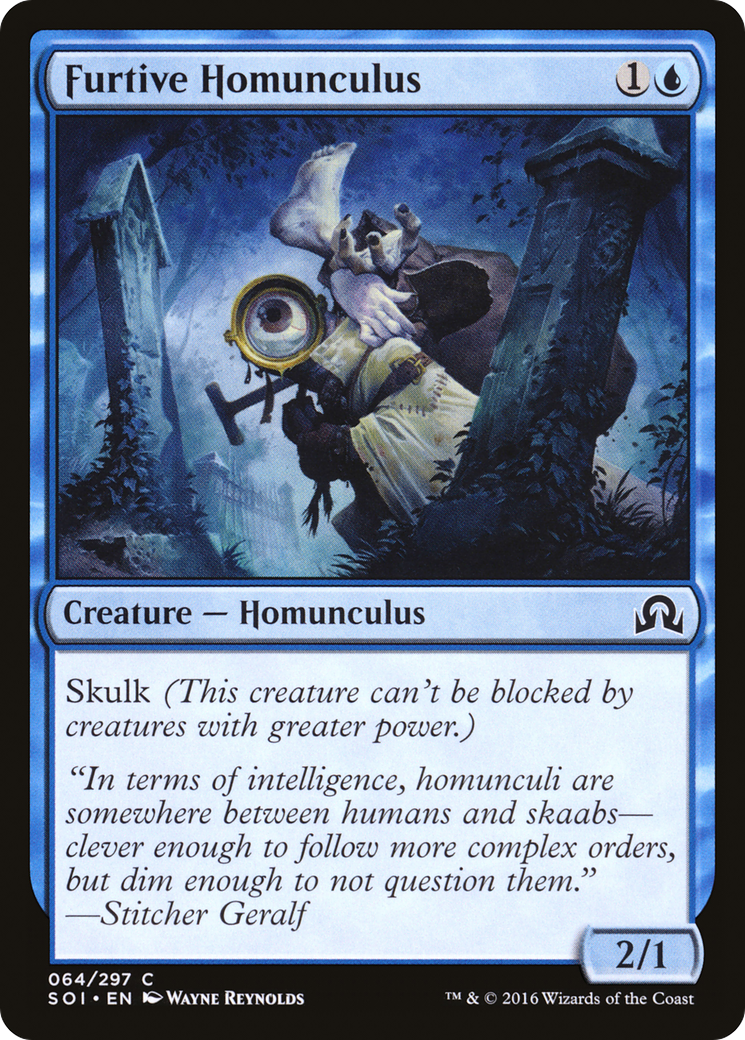 Furtive Homunculus 1
Creature — Homunculus
Skulk (This creature can't be blocked by
creatures with greater power.)
“In terms of intelligence, homunculi are
somewhere between humans and skaabs—
clever enough to follow more complex orders,
but dim enough to not question them.”
—Stitcher Geralf
2/1
064/297 C
SOI • EN Wayne Reynolds
™ & © 2016 Wizards of the Coast